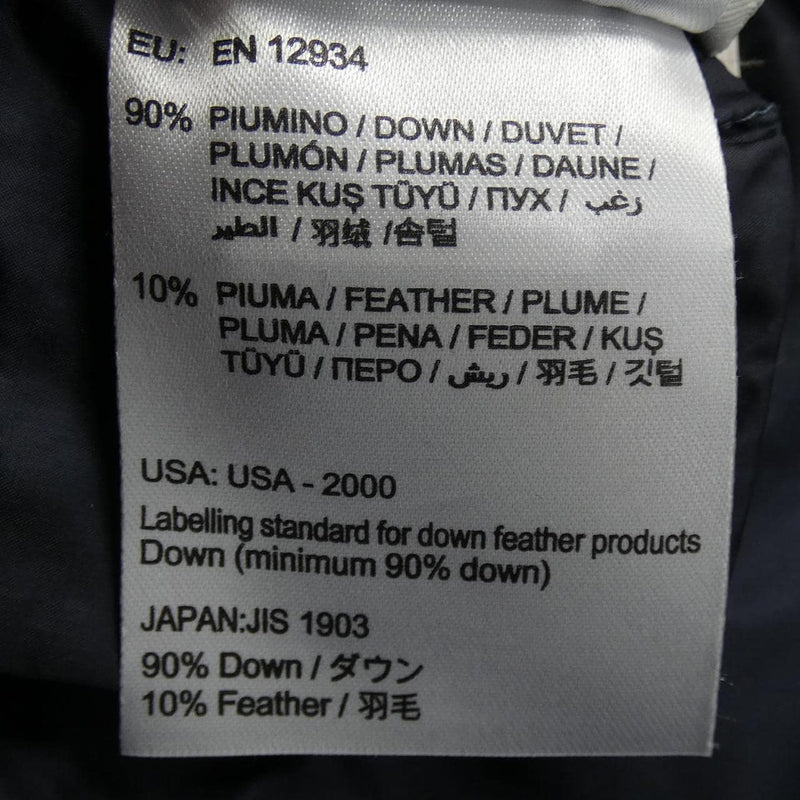 EU: EN 12934
90% PIUMINO / DOWN / DUVET /
PLUMÓN / PLUMAS / DAUNE /
INCE KUŞ TÜYÜ / ПУХ / زغب
الطير / 羽绒 / 솜털
10% PIUMA / FEATHER / PLUME /
PLUMA / PENA / FEDER / KUŞ
TÜYÜ / ПЕРО / ريش / 羽毛 / 깃털
USA: USA - 2000
Labelling standard for down feather products
Down (minimum 90% down)
JAPAN:JIS 1903
90% Down / ダウン
10% Feather / 羽毛